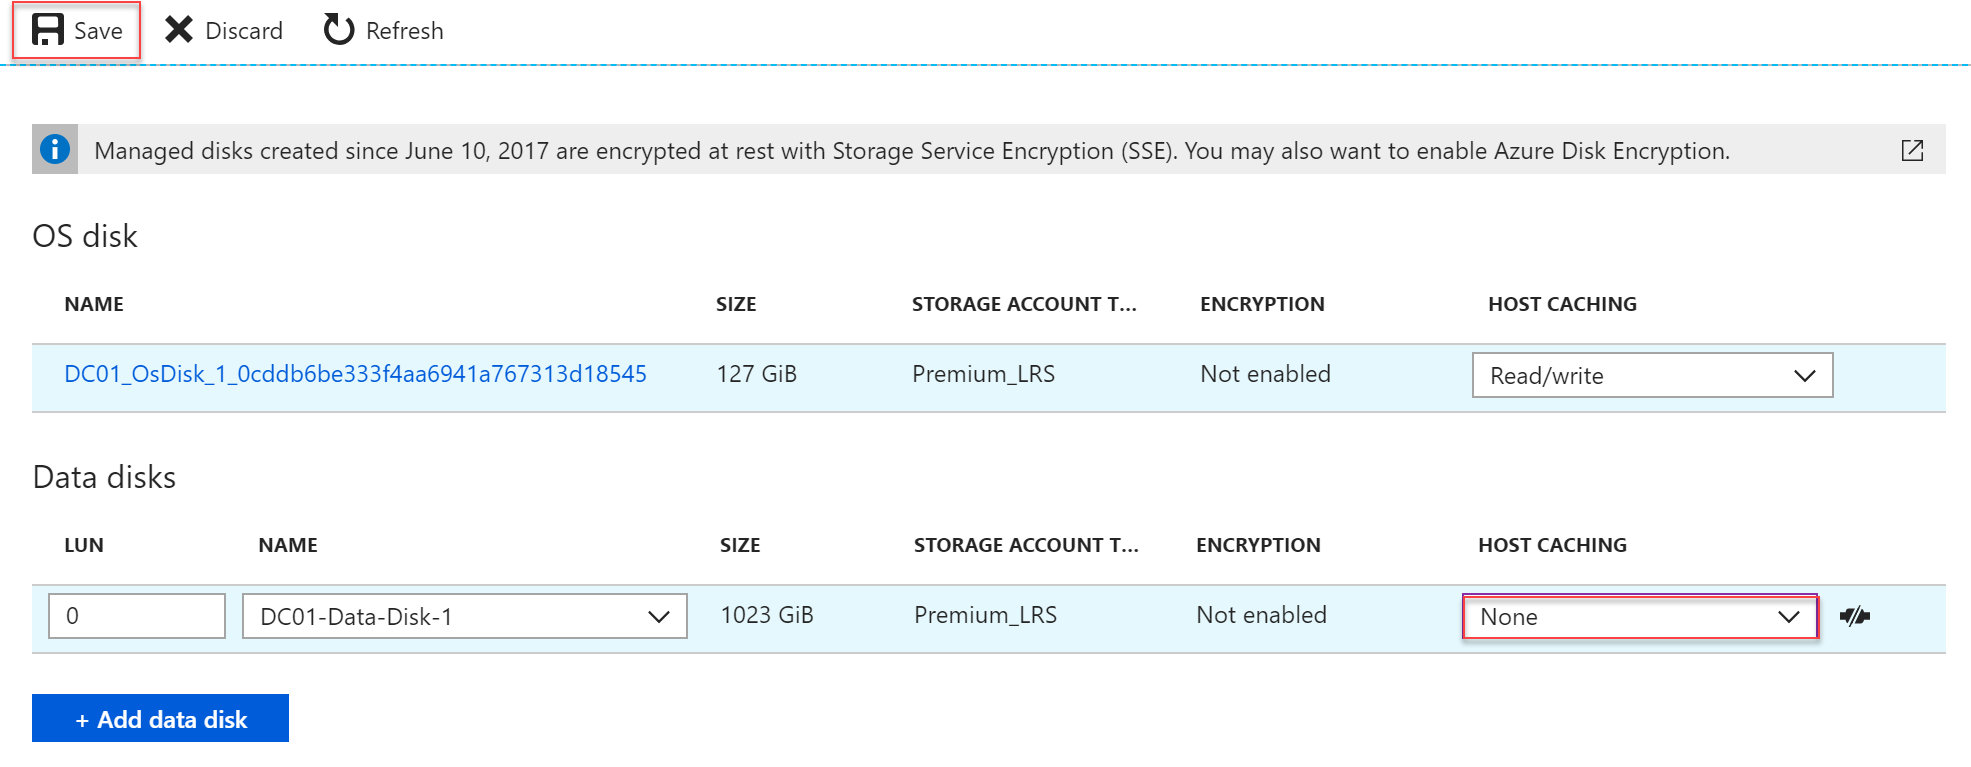 Save Discard Refresh
Managed disks created since June 10, 2017 are encrypted at rest with Storage Service Encryption (SSE). You may also want to enable Azure Disk Encryption.
OS disk
NAME SIZE STORAGE ACCOUNT T... ENCRYPTION HOST CACHING
DC01_OsDisk_1_0cddb6be333f4aa6941a767313d18545 127 GiB Premium_LRS Not enabled Read/write
Data disks
LUN NAME SIZE STORAGE ACCOUNT T... ENCRYPTION HOST CACHING
0 DC01-Data-Disk-1 1023 GiB Premium_LRS Not enabled None
+ Add data disk